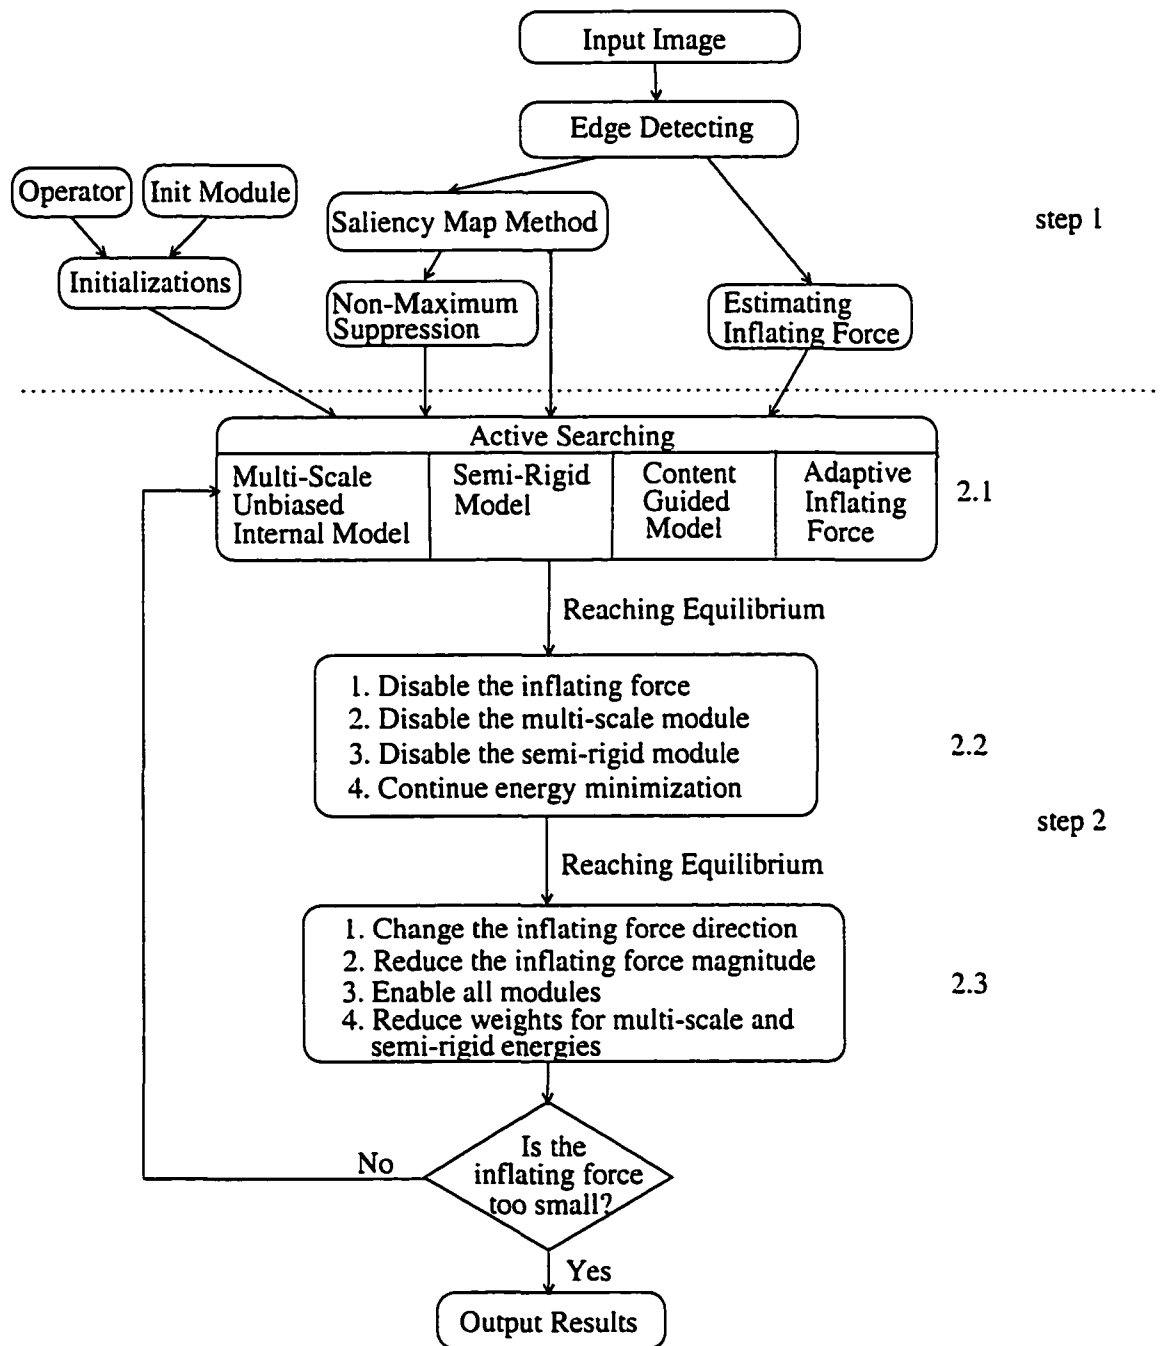 Input Image
Edge Detecting
Operator
Init Module
Saliency Map Method
step 1
Initializations
Non-Maximum
Suppression
Estimating
Inflating Force
Active Searching
Multi-Scale
Unbiased
Internal Model
Semi-Rigid
Model
Content
Guided
Model
Adaptive
Inflating
Force
2.1
Reaching Equilibrium
1. Disable the inflating force
2. Disable the multi-scale module
3. Disable the semi-rigid module
4. Continue energy minimization
2.2
step 2
Reaching Equilibrium
1. Change the inflating force direction
2. Reduce the inflating force magnitude
3. Enable all modules
4. Reduce weights for multi-scale and
semi-rigid energies
2.3
Is the
inflating force
too small?
No
Yes
Output Results